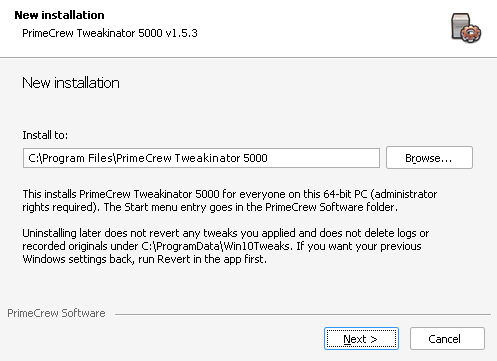 New installation
PrimeCrew Tweakinator 5000 v1.5.3
New installation
Install to:
C:\Program Files\PrimeCrew Tweakinator 5000
Browse...
This installs PrimeCrew Tweakinator 5000 for everyone on this 64-bit PC (administrator
rights required). The Start menu entry goes in the PrimeCrew Software folder.
Uninstalling later does not revert any tweaks you applied and does not delete logs or
recorded originals under C:\ProgramData\Win10Tweaks. If you want your previous
Windows settings back, run Revert in the app first.
PrimeCrew Software
Next >
Cancel